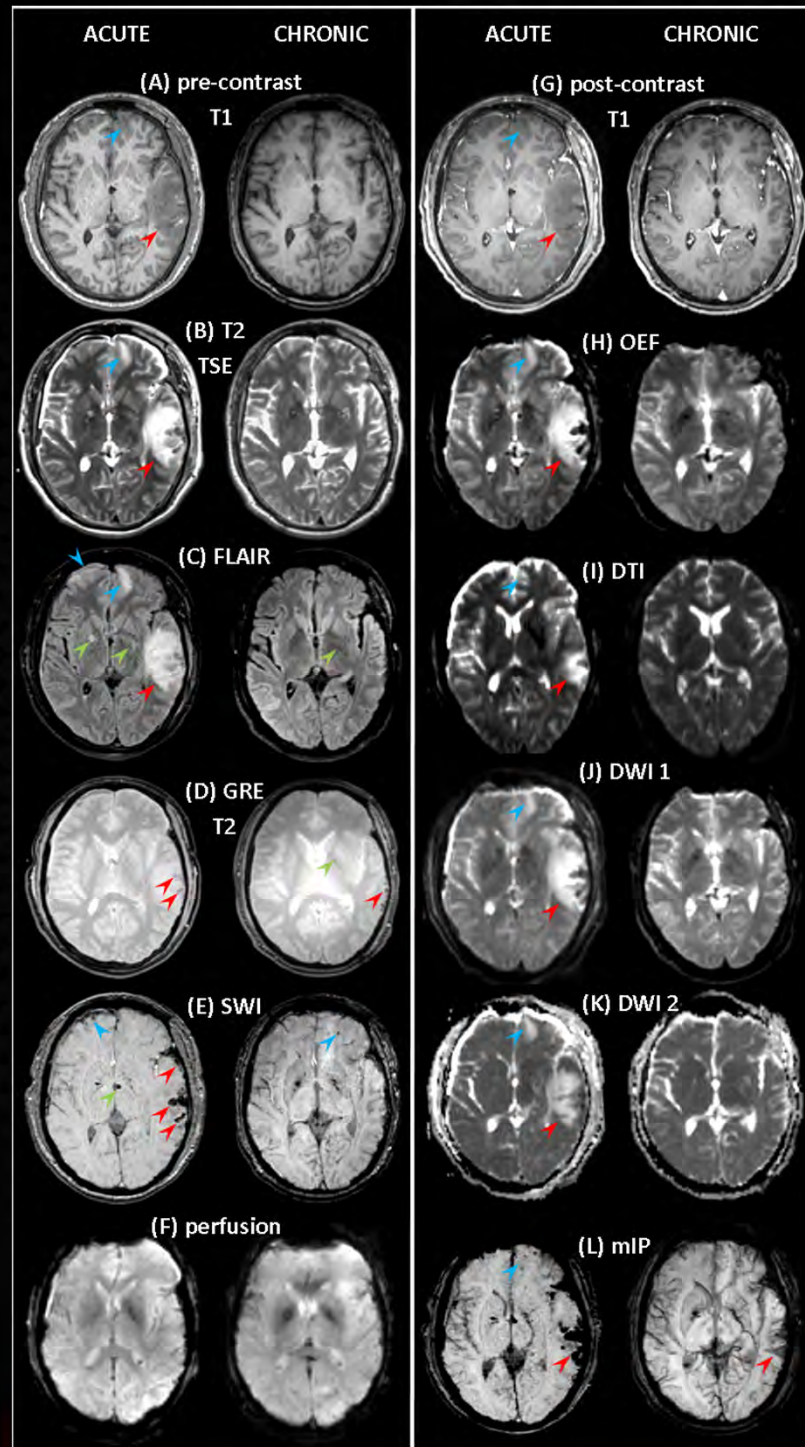 ACUTE CHRONIC
(A) pre-contrast
T1
(B) T2
TSE
(C) FLAIR
(D) GRE
T2
(E) SWI
(F) perfusion
ACUTE CHRONIC
(G) post-contrast
T1
(H) OEF
(I) DTI
(J) DWI 1
(K) DWI 2
(L) mIP